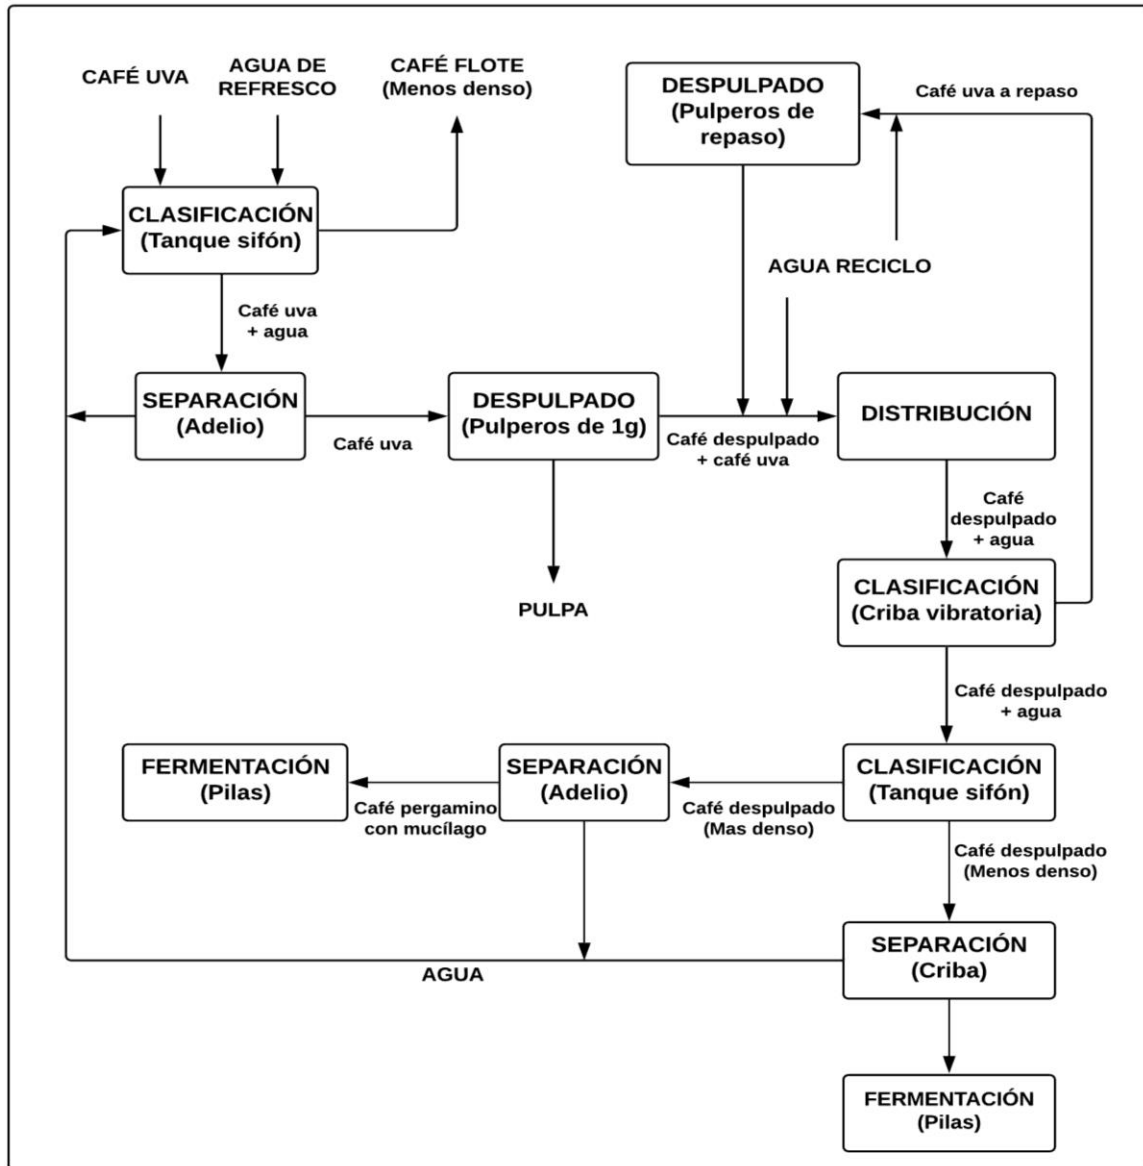 CAFÉ UVA
AGUA DE
REFRESCO
CAFÉ FLOTE
(Menos denso)
DESPULPADO
(Pulperos de
repaso)
Café uva a repaso
CLASIFICACIÓN
(Tanque sifón)
AGUA RECICLO
Café uva
+ agua
SEPARACIÓN
(Adelio)
Café uva
DESPULPADO
(Pulperos de 1g)
Café despulpado
+ café uva
DISTRIBUCIÓN
Café
despulpado
+ agua
PULPA
CLASIFICACIÓN
(Criba vibratoria)
Café despulpado
+ agua
FERMENTACIÓN
(Pilas)
Café pergamino
con mucílago
SEPARACIÓN
(Adelio)
Café despulpado
(Mas denso)
CLASIFICACIÓN
(Tanque sifón)
Café despulpado
(Menos denso)
AGUA
SEPARACIÓN
(Criba)
FERMENTACIÓN
(Pilas)